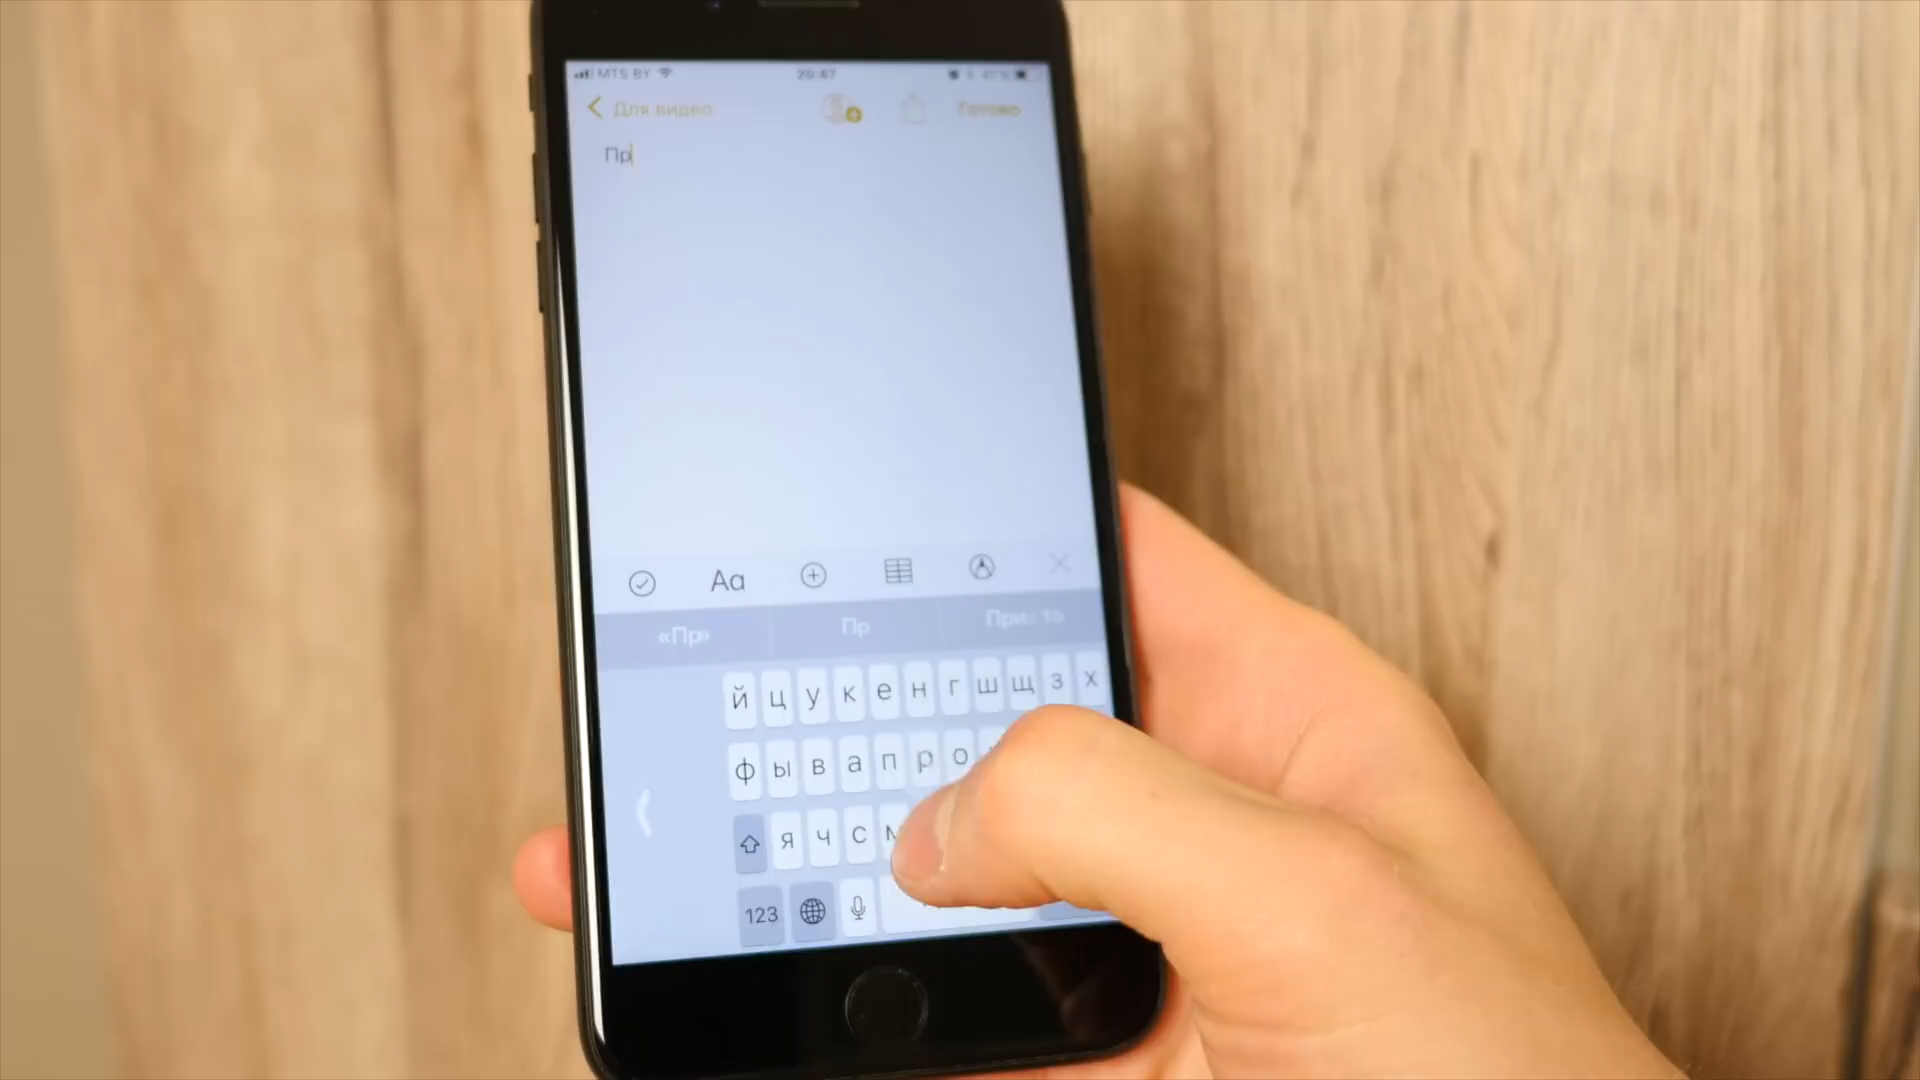 MTS BY
20:47
Для видео
Готово
Пр
Aa
«Пр» Пр
й ц у к е н г ш щ з х
ф ы в а п р о
я ч с м
123